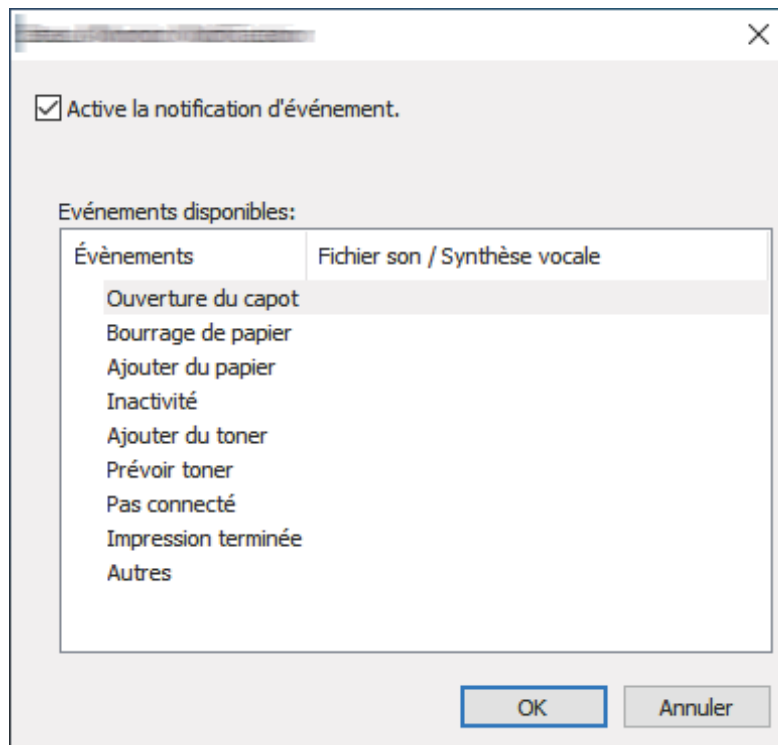 Active la notification d'événement.
Evénements disponibles:
Évènements Fichier son / Synthèse vocale
Ouverture du capot
Bourrage de papier
Ajouter du papier
Inactivité
Ajouter du toner
Prévoir toner
Pas connecté
Impression terminée
Autres
OK Annuler